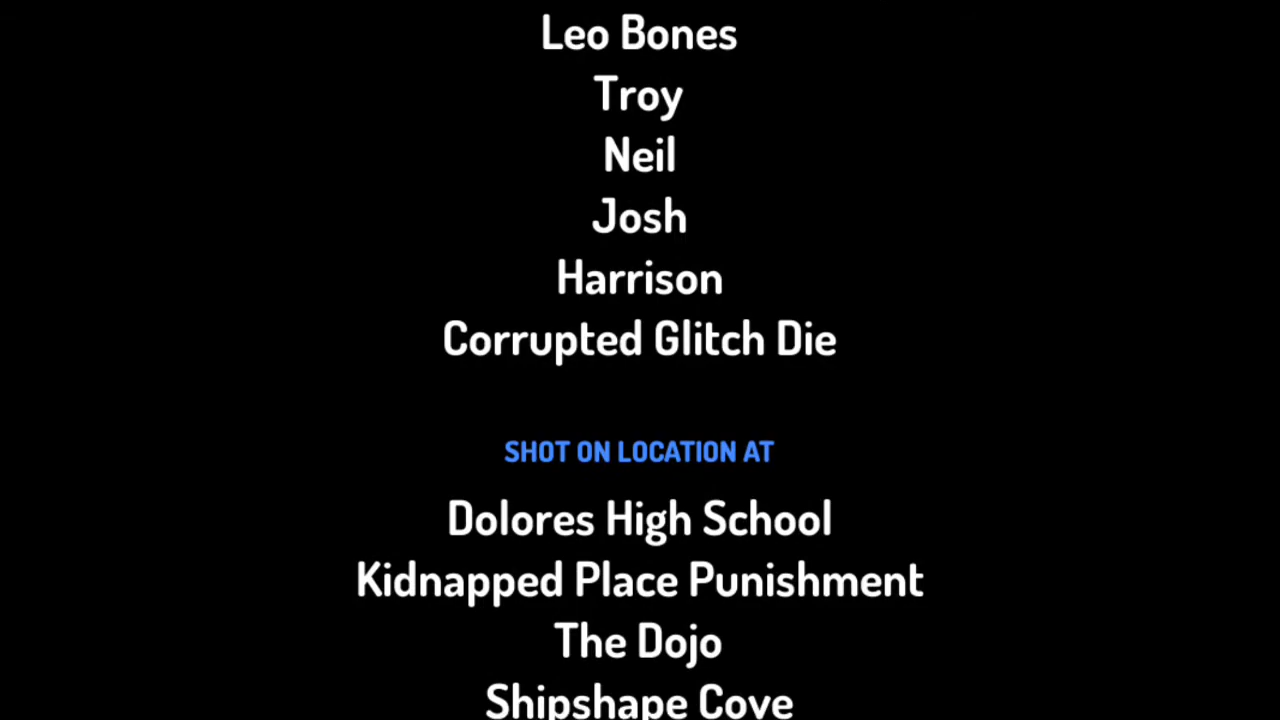 Leo Bones
Troy
Neil
Josh
Harrison
Corrupted Glitch Die
SHOT ON LOCATION AT
Dolores High School
Kidnapped Place Punishment
The Dojo
Shipshape Cove